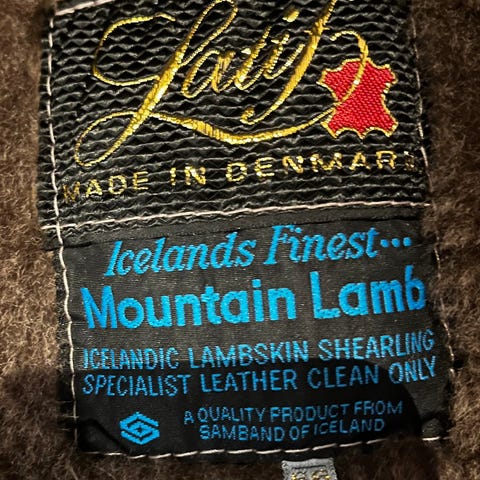 MADE IN DENMARK
Icelands Finest...
Mountain Lamb
ICELANDIC LAMBSKIN SHEARLING
SPECIALIST LEATHER CLEAN ONLY
A QUALITY PRODUCT FROM
SAMBAND OF ICELAND